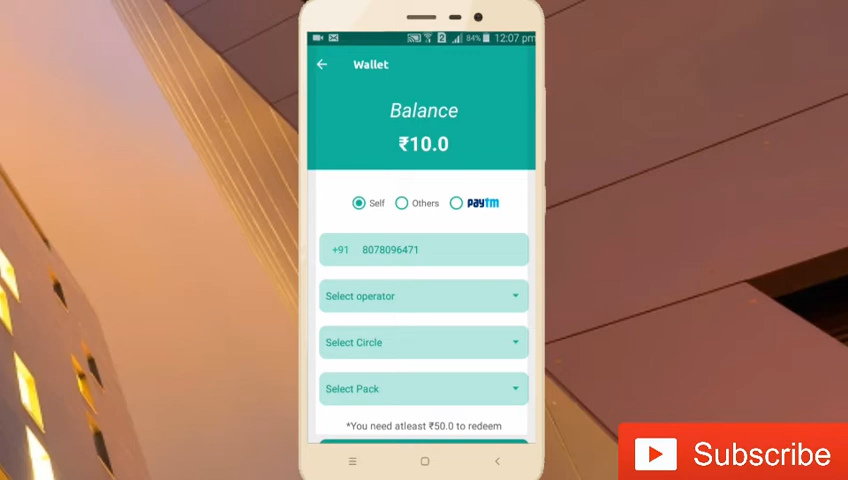 2 84% 12:07 pm
Wallet
Balance
₹10.0
Self Others paytm
+91 8078096471
Select operator
Select Circle
Select Pack
*You need atleast ₹50.0 to redeem
Subscribe